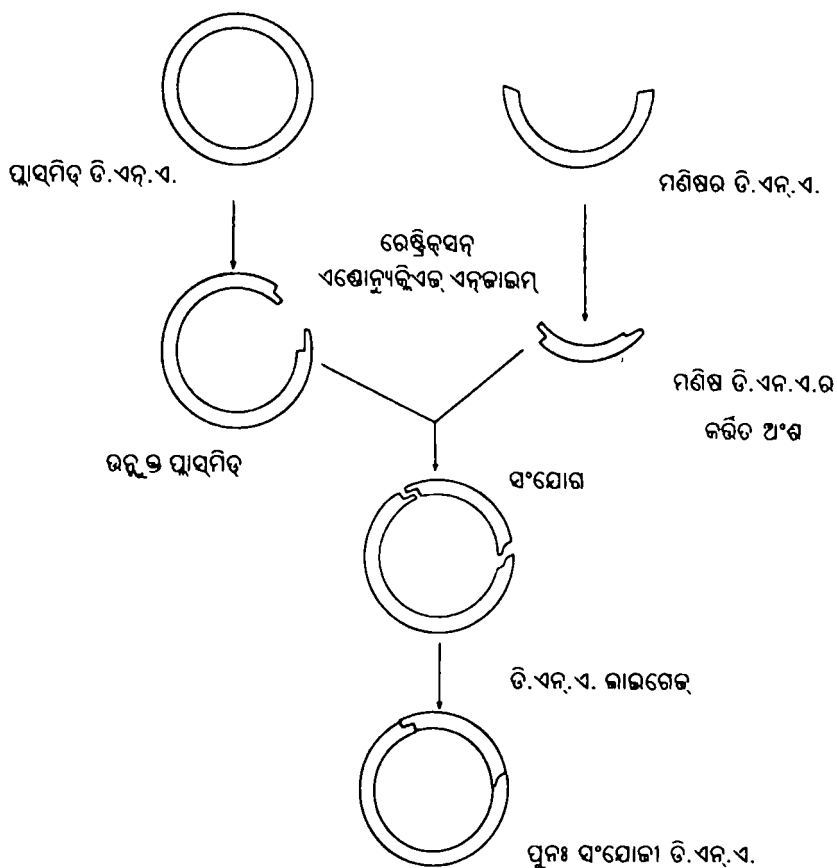 ପ୍ଲାସ୍‌ମିଡ୍ ଡି.ଏନ୍.ଏ.
ମଣିଷର ଡି.ଏନ୍.ଏ.
ରେଷ୍ଟ୍ରିକ୍‌ସନ୍
ଏଣ୍ଡୋନ୍ୟୁକ୍ଲିଏଜ୍ ଏନ୍‌ଜାଇମ୍
ମଣିଷ ଡି.ଏନ.ଏ.ର
କର୍ତ୍ତିତ ଅଂଶ
ଉନ୍ମୁକ୍ତ ପ୍ଲାସ୍‌ମିଡ୍
ସଂଯୋଗ
ଡି.ଏନ୍.ଏ. ଲାଇଗେଜ୍
ପୁନଃ ସଂଯୋଜୀ ଡି.ଏନ୍.ଏ.